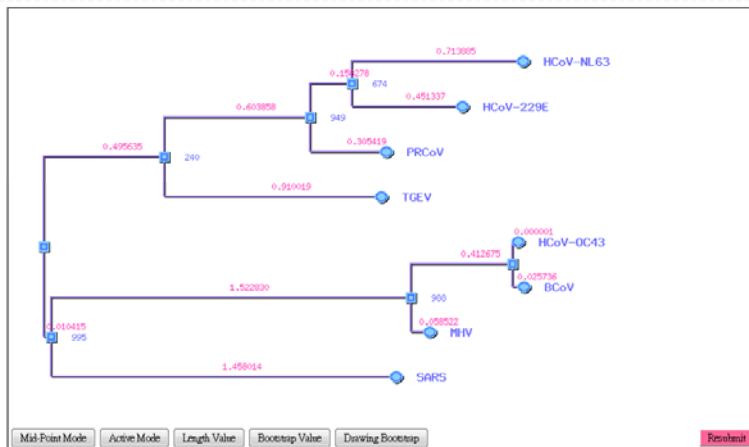 0.713885
HCoV-NL63
0.158278
674
0.451337
HCoV-229E
0.603858
949
0.305419
PRCoV
0.495635
240
0.910019
TGEV
0.000001
HCoV-OC43
0.412675
0.025736
BCoV
1.522830
908
0.058522
MHV
0.010415
995
1.458014
SARS
Mid-Point Mode
Active Mode
Length Value
Bootstrap Value
Drawing Bootstrap
Resubmit